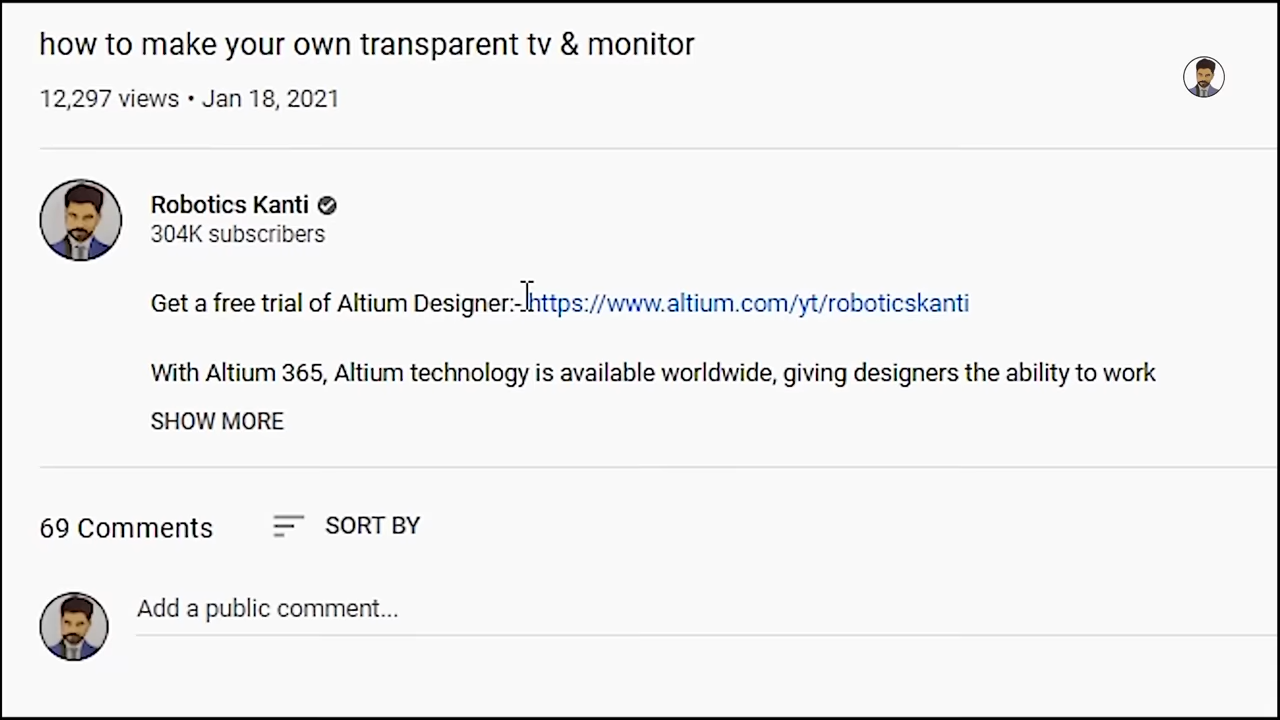 how to make your own transparent tv & monitor
12,297 views • Jan 18, 2021
Robotics Kanti
304K subscribers
Get a free trial of Altium Designer:- https://www.altium.com/yt/roboticskanti
With Altium 365, Altium technology is available worldwide, giving designers the ability to work
SHOW MORE
69 Comments SORT BY
Add a public comment...